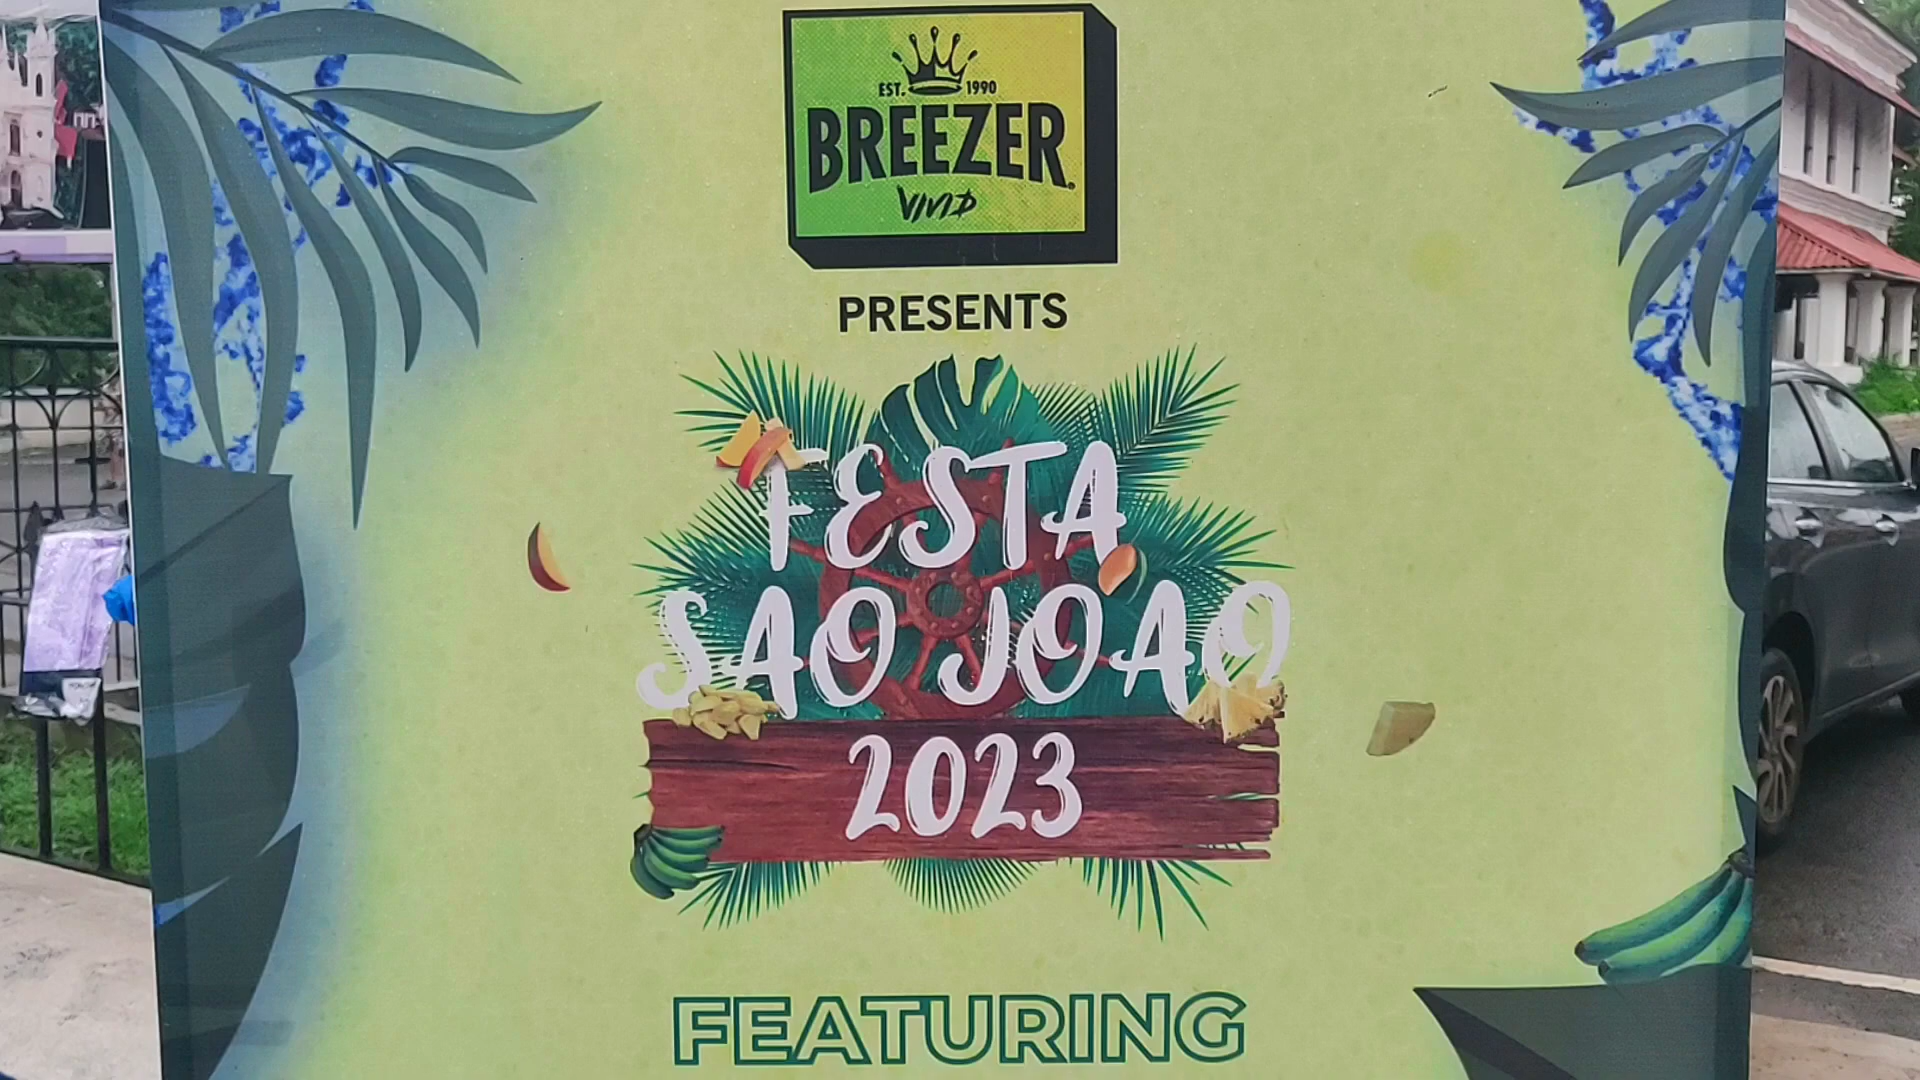 EST. 1990
BREEZER
VIVID
PRESENTS
FESTA
SAO JOAO
2023
FEATURING